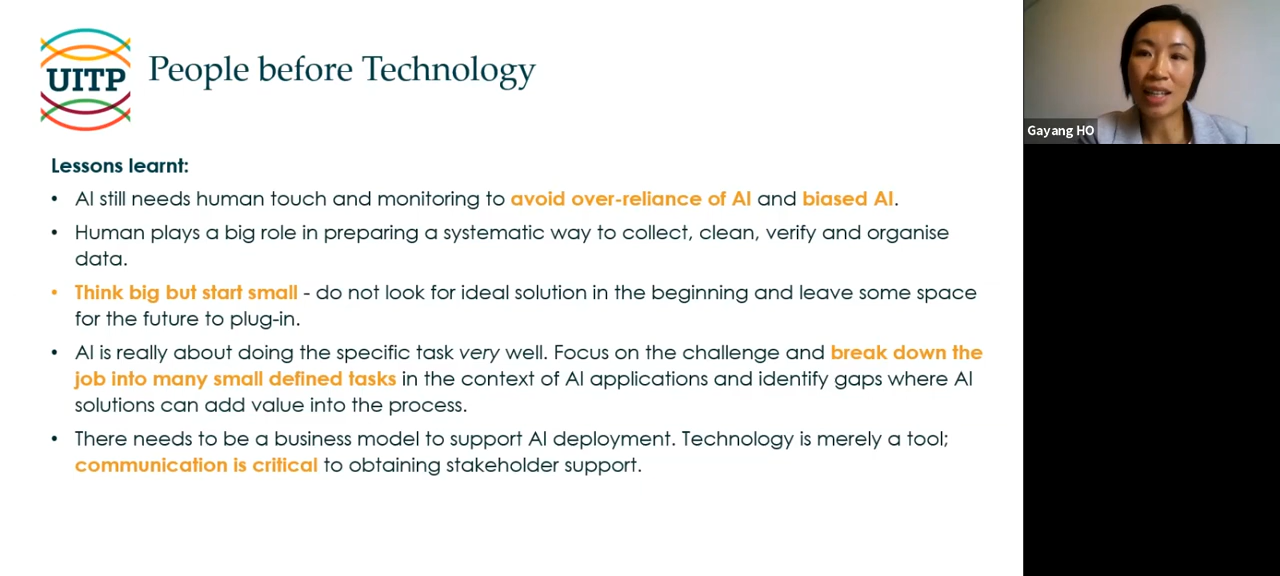 UITP
People before Technology
Gayang HO
Lessons learnt:
• AI still needs human touch and monitoring to avoid over-reliance of AI and biased AI.
• Human plays a big role in preparing a systematic way to collect, clean, verify and organise
data.
• Think big but start small - do not look for ideal solution in the beginning and leave some space
for the future to plug-in.
• AI is really about doing the specific task very well. Focus on the challenge and break down the
job into many small defined tasks in the context of AI applications and identify gaps where AI
solutions can add value into the process.
• There needs to be a business model to support AI deployment. Technology is merely a tool;
communication is critical to obtaining stakeholder support.